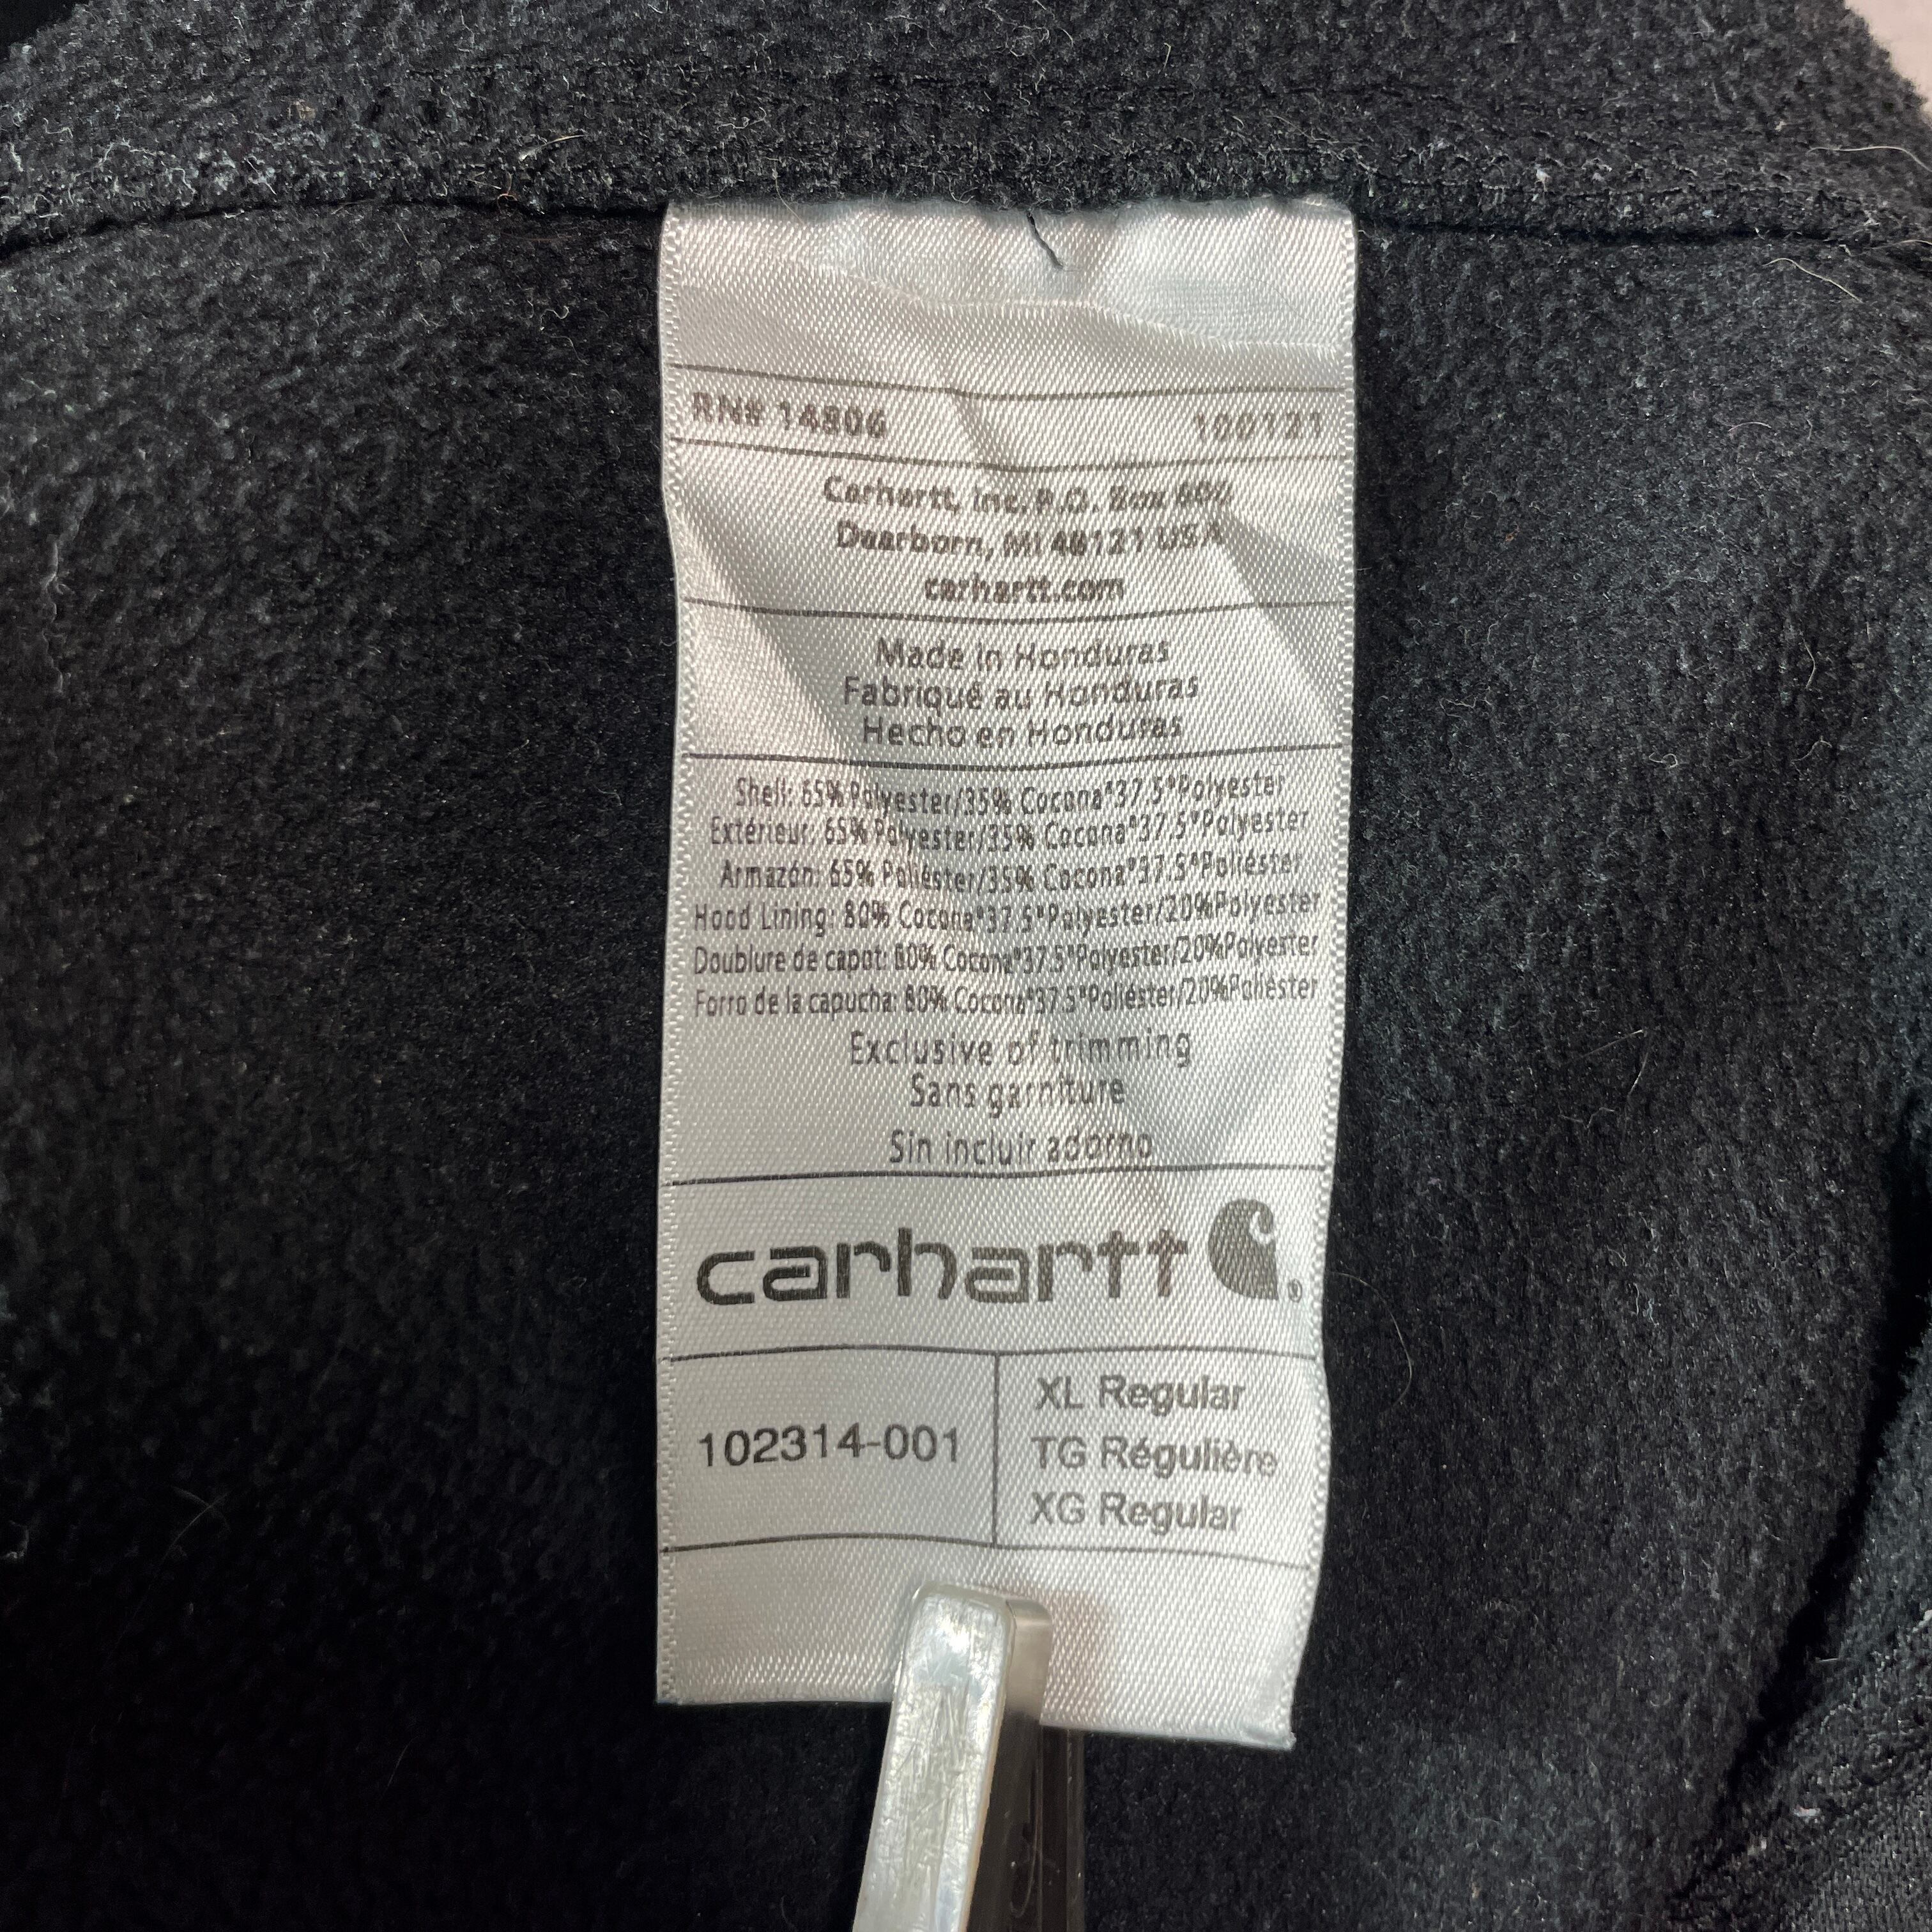 RN# 14806 100121
Carhartt, Inc. P.O. Box 600
Dearborn, MI 48121 USA
carhartt.com
Made in Honduras
Fabriqué au Honduras
Hecho en Honduras
Shell: 65% Polyester/35% Cocona®37.5®Polyester
Extérieur: 65% Polyester/35% Cocona®37.5®Polyester
Armazón: 65% Poliéster/35% Cocona®37.5®Poliéster
Hood Lining: 80% Cocona®37.5®Polyester/20%Polyester
Doublure de capot: 80% Cocona®37.5®Polyester/20%Polyester
Forro de la capucha: 80% Cocona®37.5®Poliéster/20%Poliéster
Exclusive of trimming
Sans garniture
Sin incluir adorno
carhartt
102314-001
XL Regular
TG Régulière
XG Regular